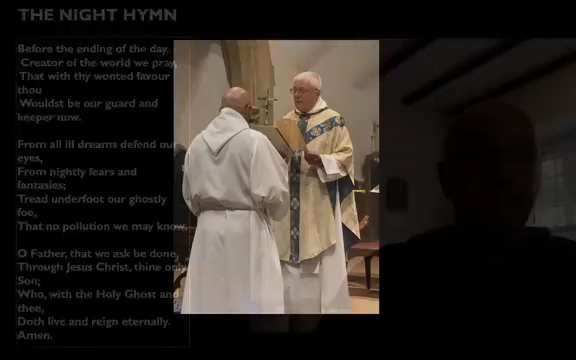 THE NIGHT HYMN
Before the ending of the day,
Creator of the world we pray,
That with thy wonted favour
thou
Wouldst be our guard and
keeper now.
From all ill dreams defend our
eyes,
From nightly fears and
fantasies;
Tread underfoot our ghostly
foe,
That no pollution we may know.
O Father, that we ask be done,
Through Jesus Christ, thine only
Son;
Who, with the Holy Ghost and
thee,
Doth live and reign eternally.
Amen.